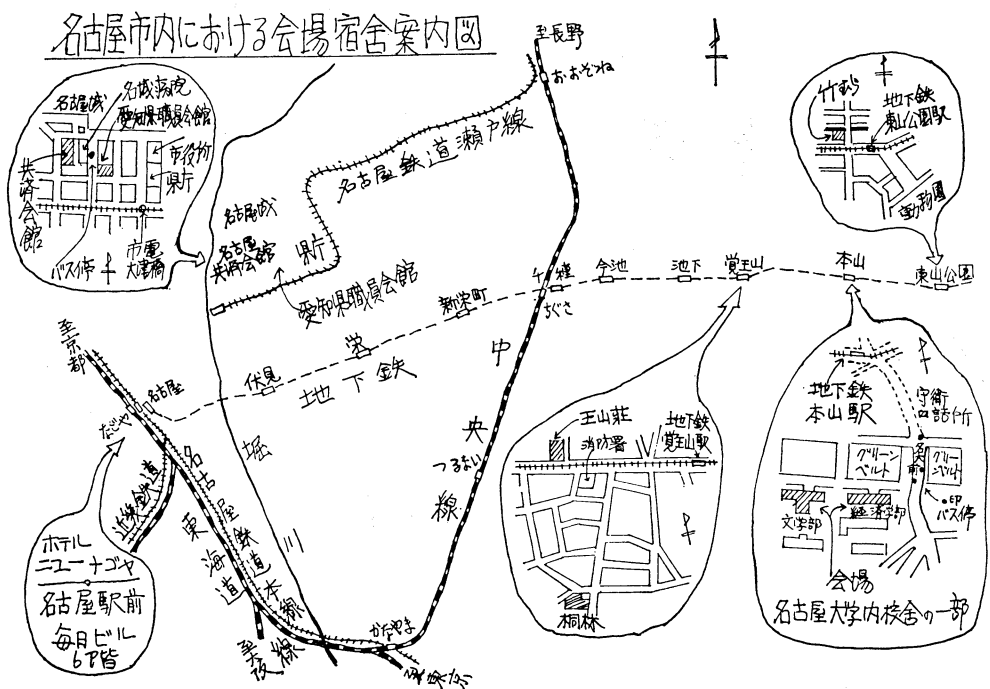 名古屋市内における会場宿舎案内図
至長野
おおぞね
名古屋鉄道瀬戸線
名古屋城
名城病院
愛知県職員会館
市役所
県庁
共済会館
バス停
市電
大津橋
名古屋城
名古屋
共済会館
県庁
愛知県職員会館
竹むら
地下鉄
東山公園駅
動物園
千種
ちぐさ
今池
池下
覚王山
本山
東山公園
新栄町
栄
伏見
地下鉄
至京都
名古屋
なごや
堀川
中央線
つるまい
名古屋鉄道本線
東海道線
近鉄鉄道
かなやま
ホテル
ニューナゴヤ
名古屋駅前
毎日ビル
6階
王山荘
消防署
地下鉄
覚王山駅
桐林
地下鉄
本山駅
守衛
詰所
グリーン
ベルト
グリーン
ベルト
●印
バス停
文学部
経済学部
会場
名古屋大学内校舎の一部